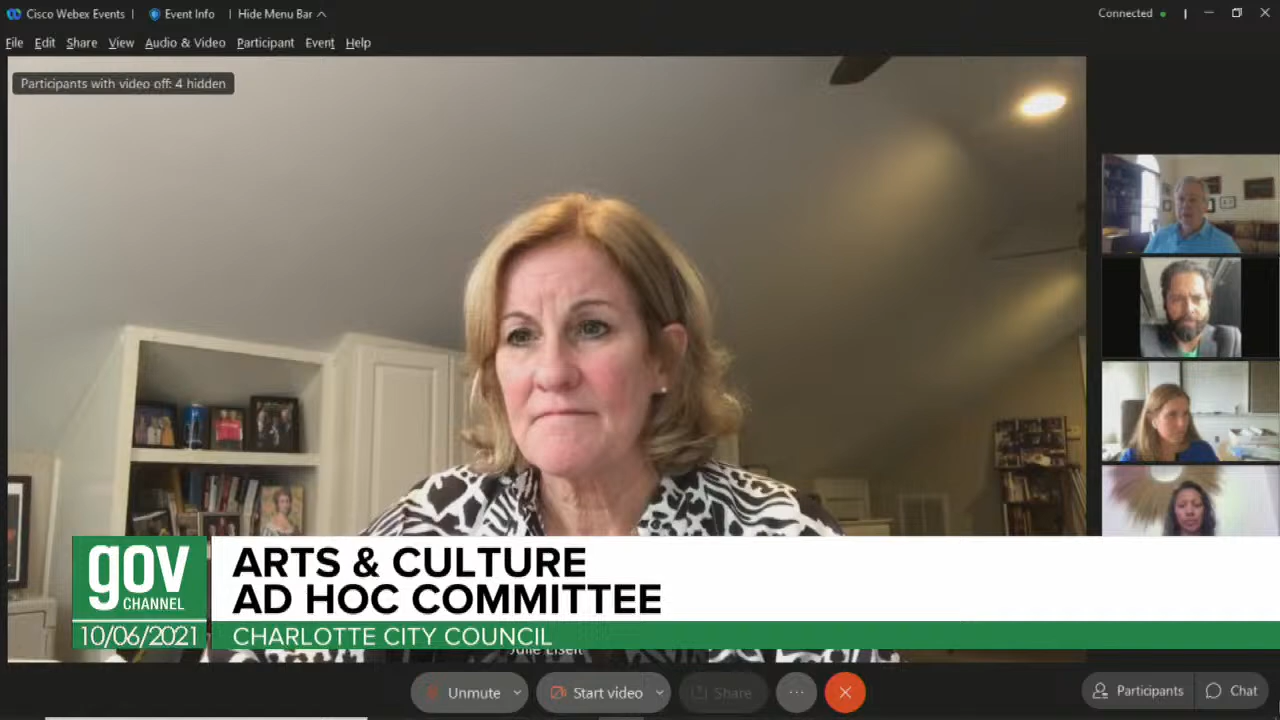 Cisco Webex Events
Event Info
Hide Menu Bar
Connected
File Edit Share View Audio & Video Participant Event Help
Participants with video off: 4 hidden
gov
CHANNEL
10/06/2021
ARTS & CULTURE
AD HOC COMMITTEE
CHARLOTTE CITY COUNCIL
Unmute
Start video
Share
Participants
Chat